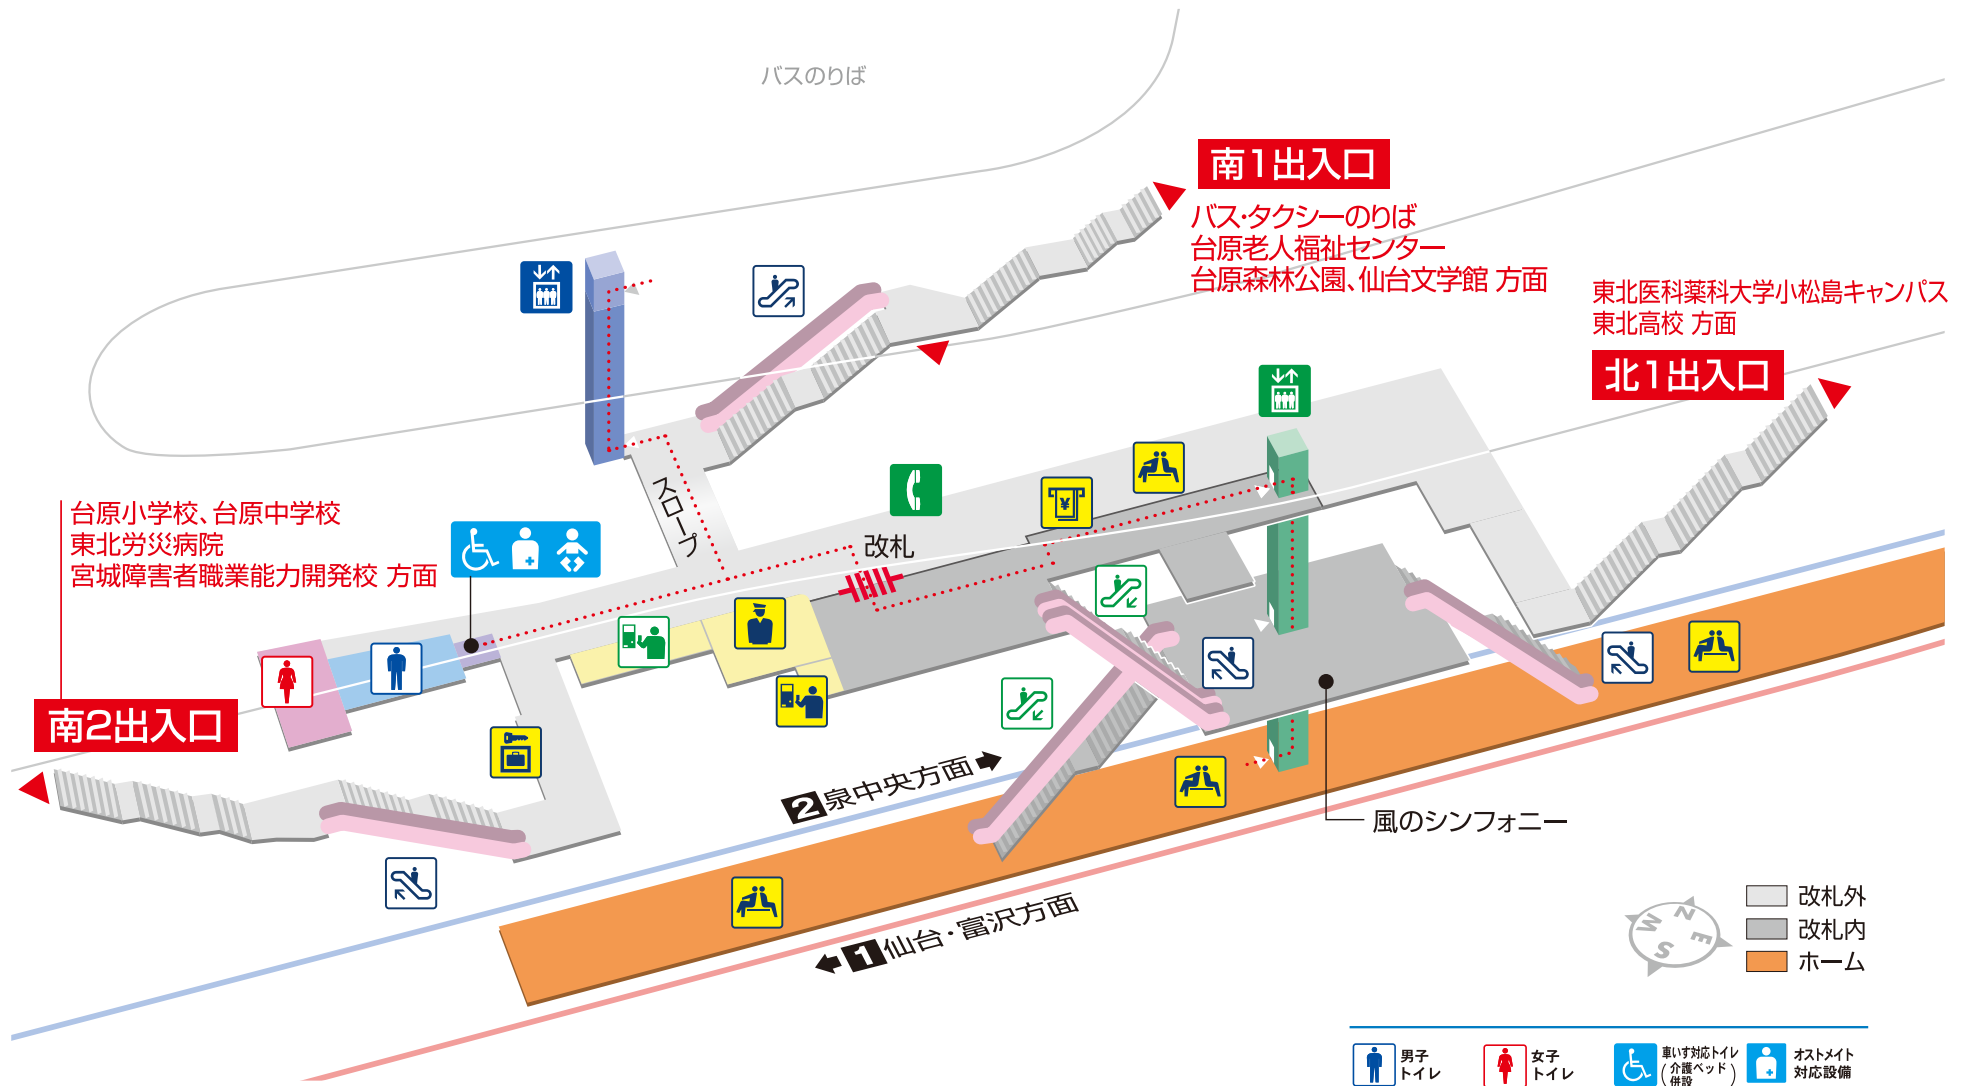 バスのりば
南1出入口
バス・タクシーのりば
台原老人福祉センター
台原森林公園、仙台文学館 方面
東北医科薬科大学小松島キャンパス
東北高校 方面
北1出入口
スロープ
台原小学校、台原中学校
東北労災病院
宮城障害者職業能力開発校 方面
改札
¥
南2出入口
2泉中央方面
風のシンフォニー
1仙台・富沢方面
N
W
E
S
改札外
改札内
ホーム
男子
トイレ
女子
トイレ
車いす対応トイレ
(介護ベッド)
併設
オストメイト
対応設備